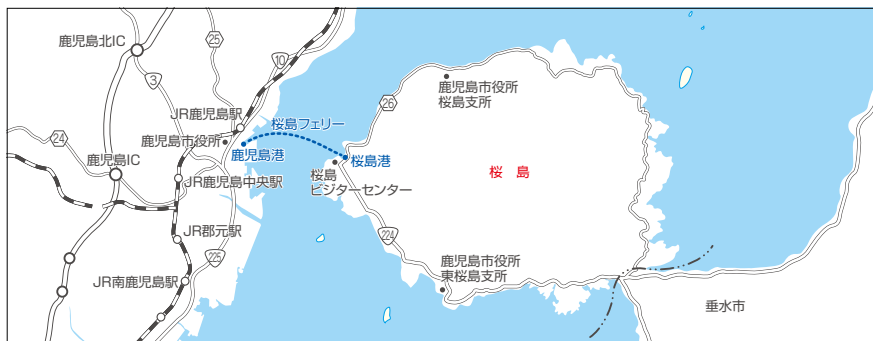 鹿児島北IC
25
10
3
JR鹿児島駅
桜島フェリー
24
鹿児島市役所
鹿児島港
鹿児島IC
JR鹿児島中央駅
JR郡元駅
225
JR南鹿児島駅
26
鹿児島市役所
桜島支所
桜島港
桜島
ビジターセンター
桜 島
224
鹿児島市役所
東桜島支所
垂水市